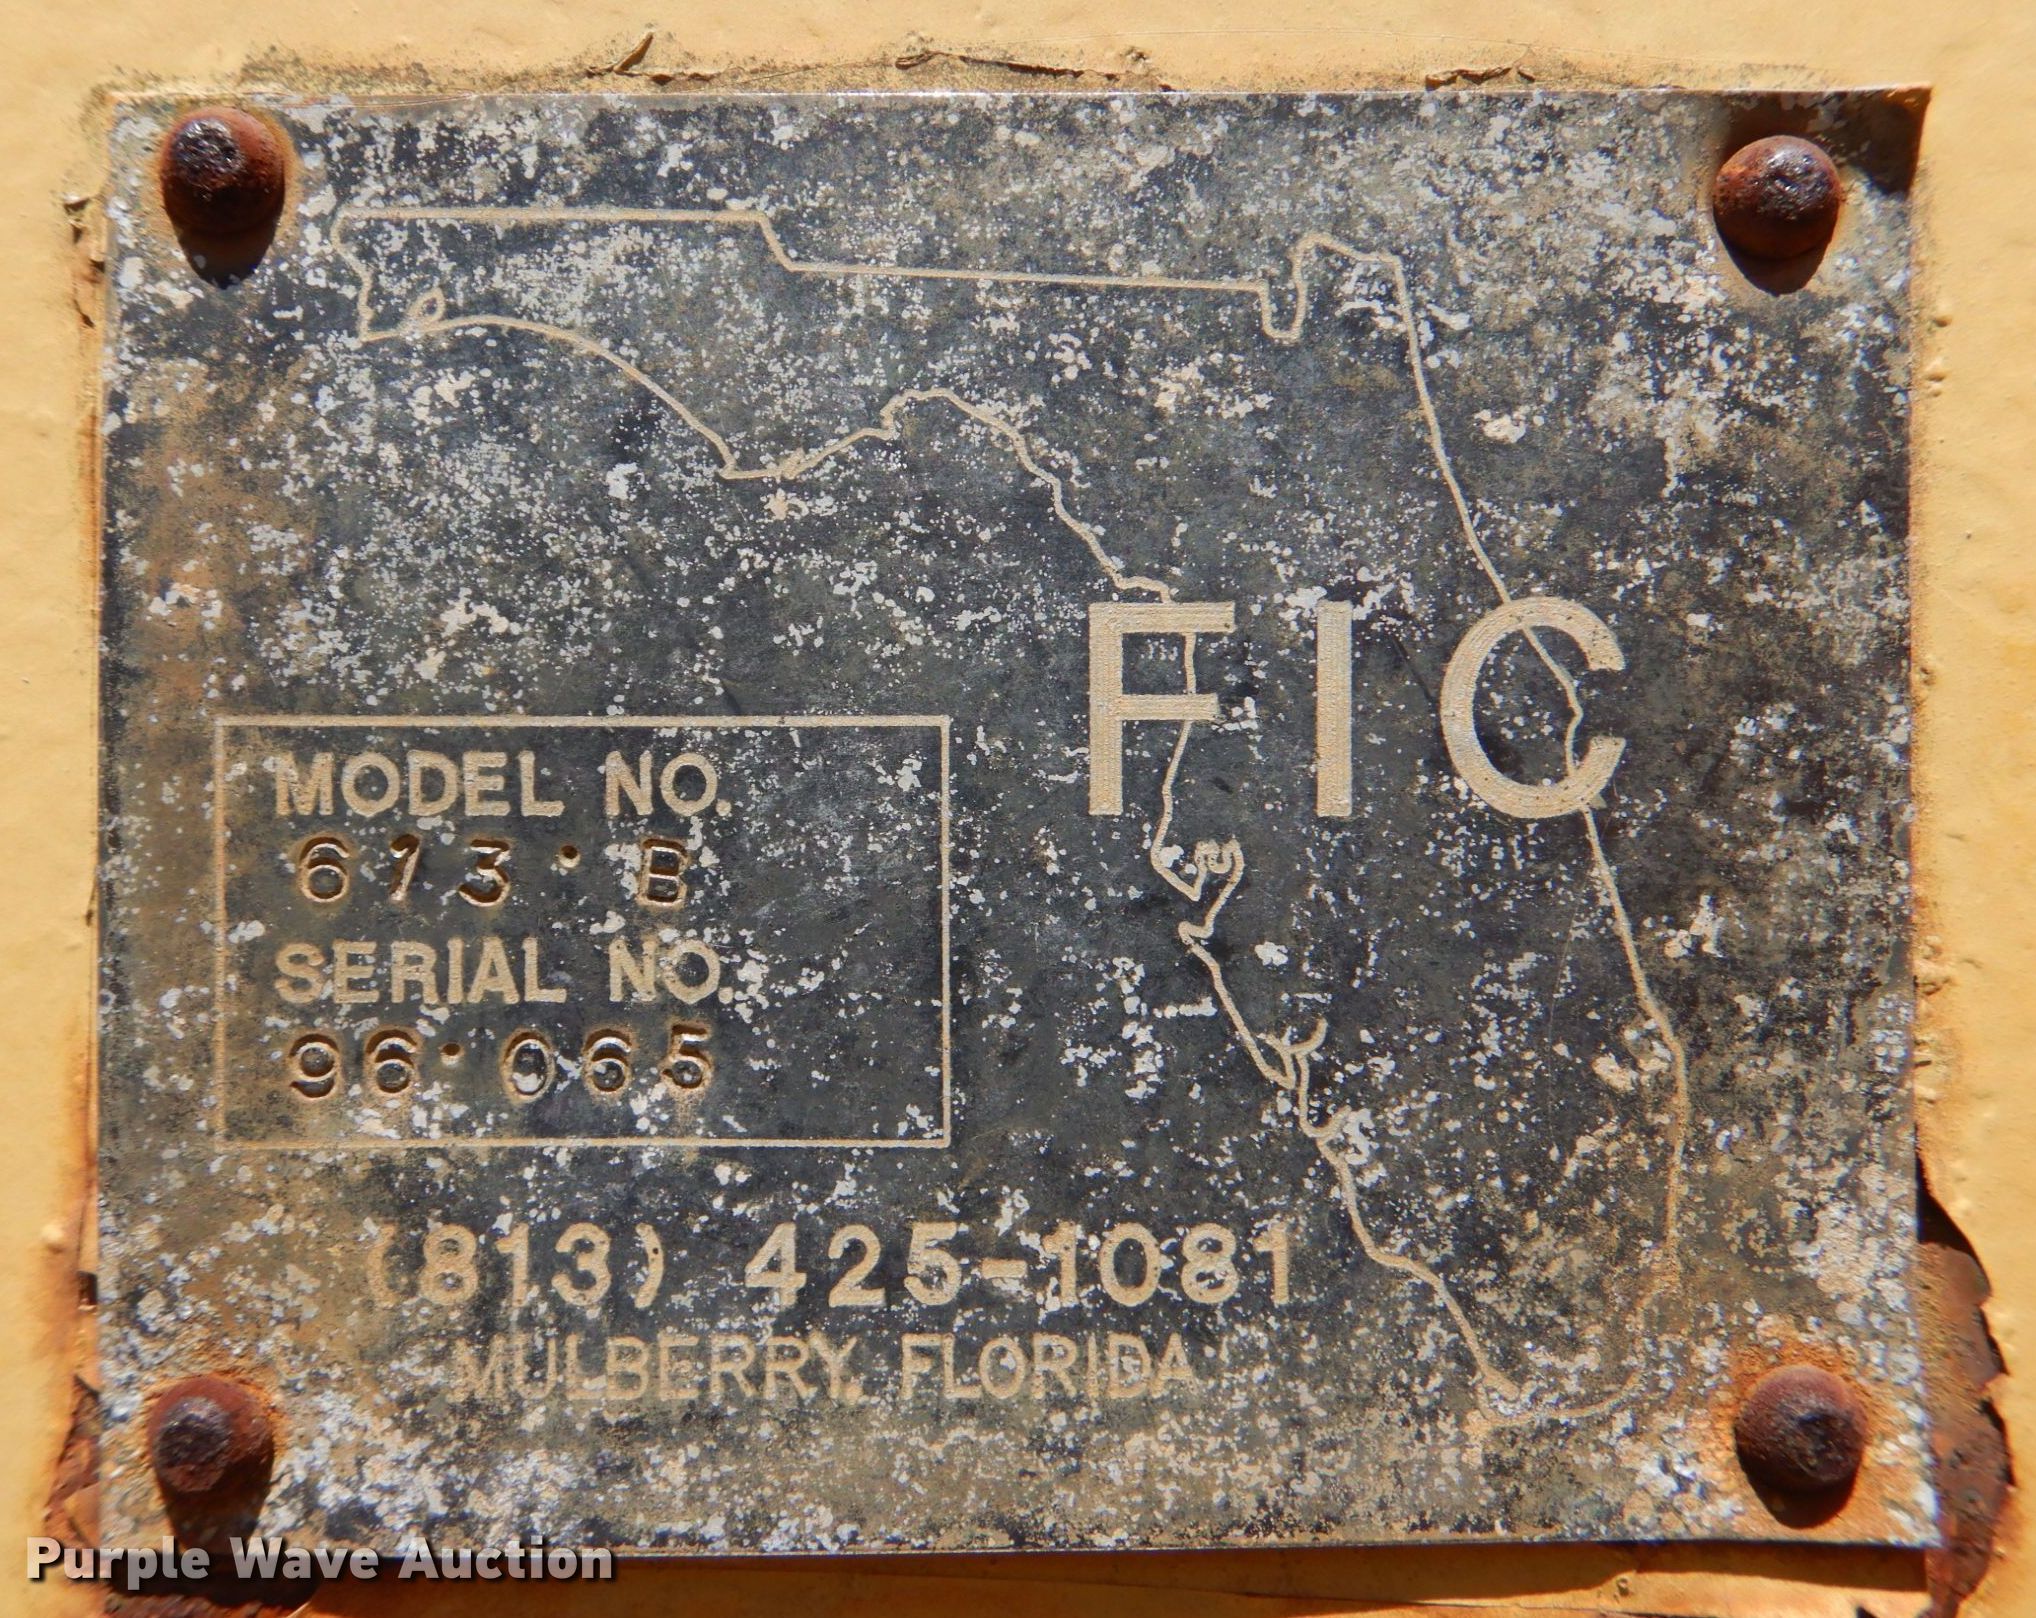 FIC
MODEL NO.
613·B
SERIAL NO.
96·065
(813) 425-1081
MULBERRY, FLORIDA
Purple Wave Auction